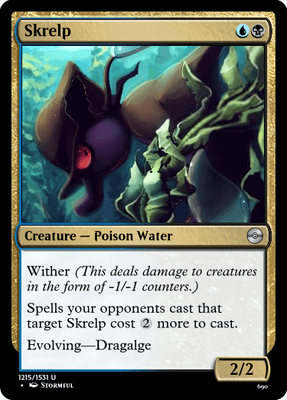 Skrelp
Creature — Poison Water
Wither (This deals damage to creatures
in the form of -1/-1 counters.)
Spells your opponents cast that
target Skrelp cost 2 more to cast.
Evolving—Dragalge
2/2
1215/1531 U
• Stormful
690